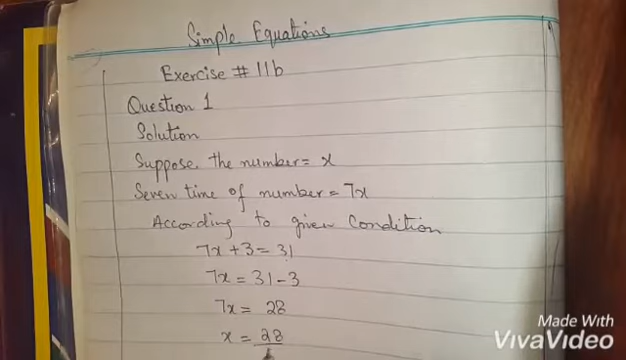 Simple Equations
Exercise # 11b
Question 1
Solution
Suppose the number = x
Seven time of number = 7x
According to given Condition
7x + 3 = 31
7x = 31 - 3
7x = 28
x = 28
Made With
VivaVideo